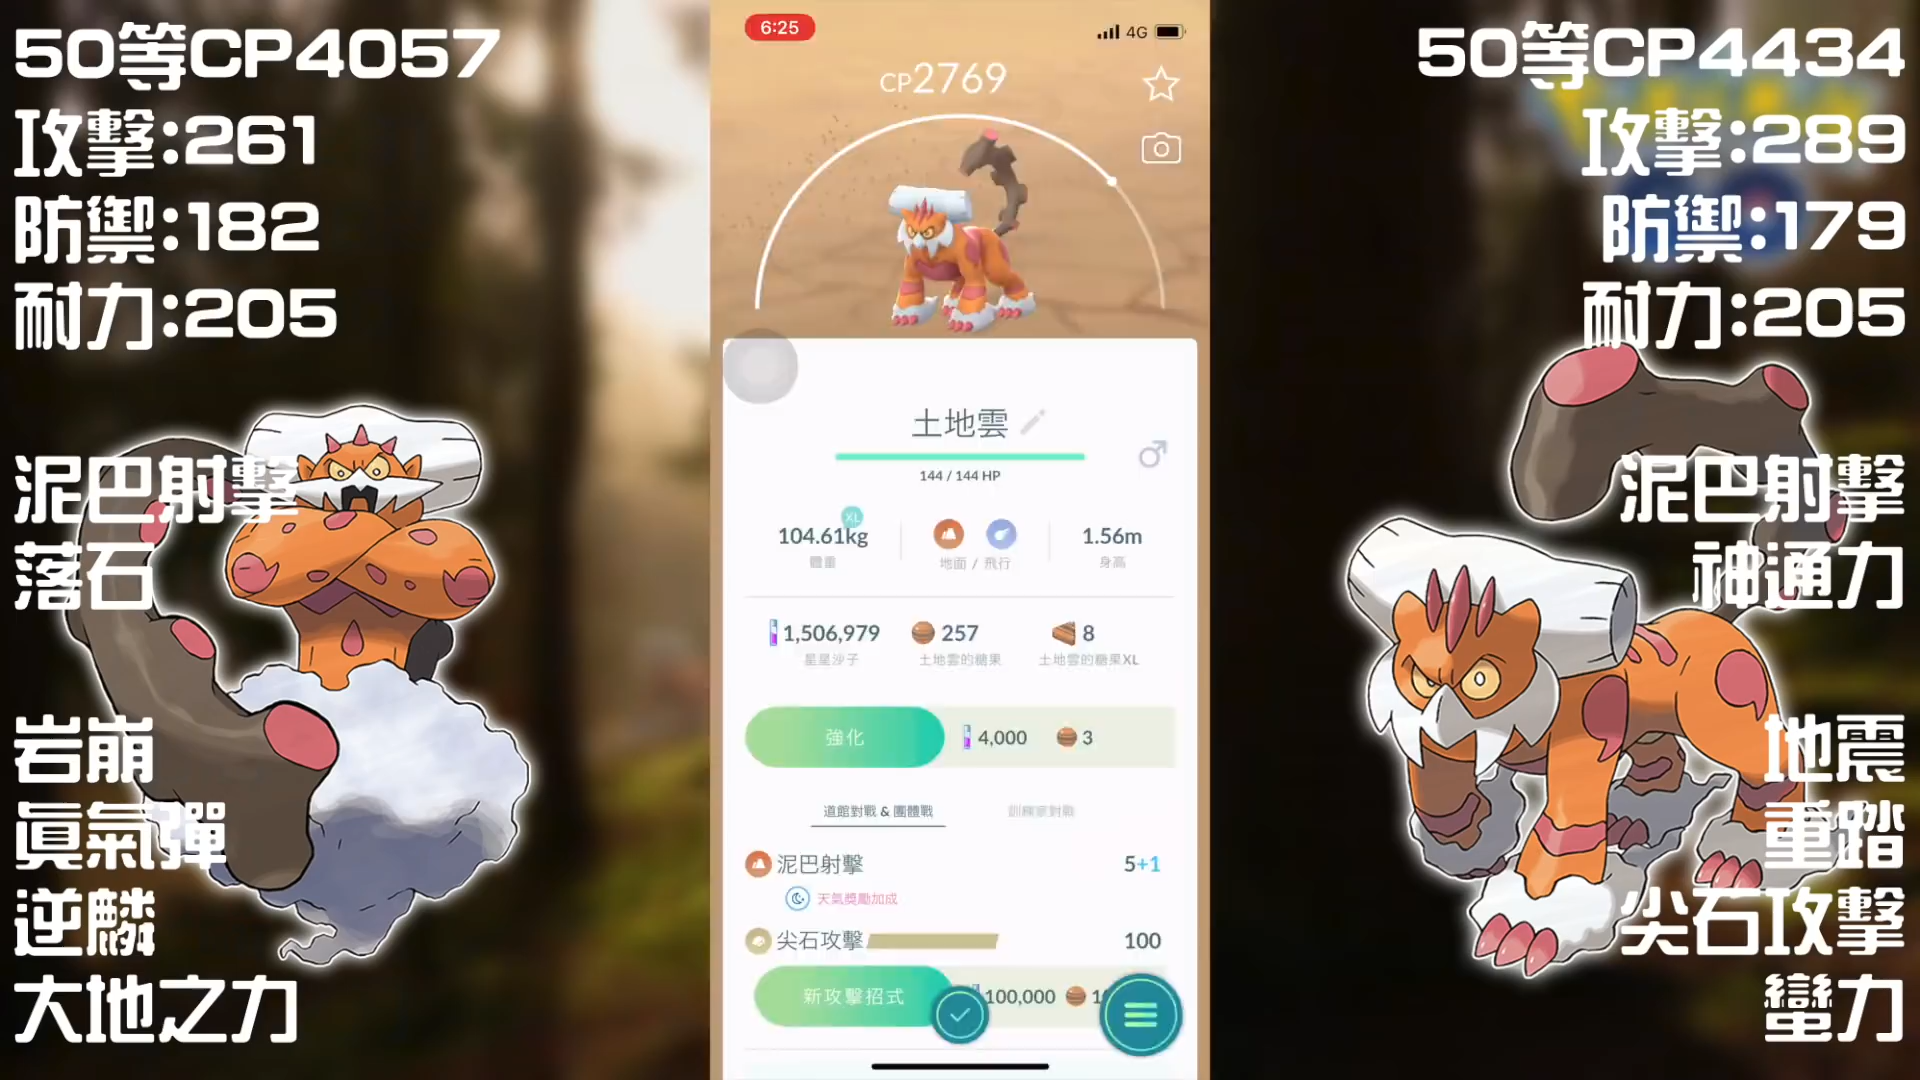 50等CP4057
攻擊:261
防禦:182
耐力:205
泥巴射擊
落石
岩崩
真氣彈
逆麟
大地之力
6:25
4G
CP2769
土地雲
144 / 144 HP
XL
104.61kg
體重
地面 / 飛行
1.56m
身高
1,506,979
星星沙子
257
土地雲的糖果
8
土地雲的糖果XL
強化
4,000
3
道館對戰 & 團體戰
訓練家對戰
泥巴射擊
5+1
天氣獎勵加成
尖石攻擊
100
新攻擊招式
100,000
50等CP4434
攻擊:289
防禦:179
耐力:205
泥巴射擊
神通力
地震
重踏
尖石攻擊
蠻力